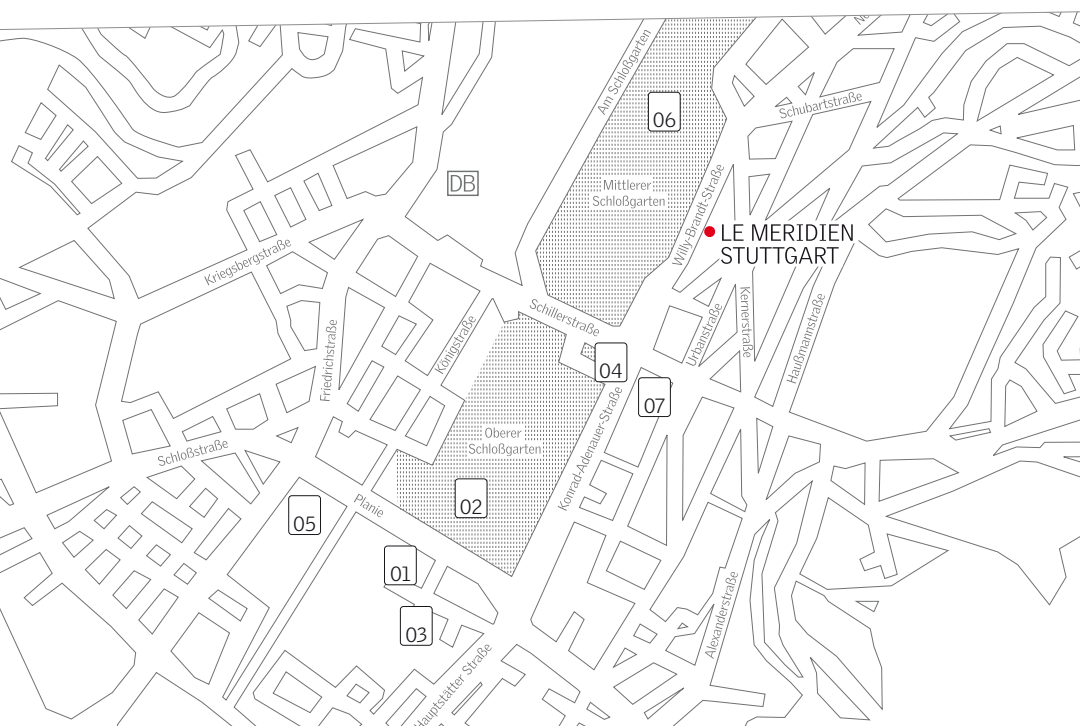 Am Schloßgarten
06
Schubartstraße
DB
Mittlerer
Schloßgarten
Willy-Brandt-Straße
LE MERIDIEN
STUTTGART
Kriegsbergstraße
Schillerstraße
Kernerstraße
Haußmannstraße
Urbanstraße
Königstraße
Friedrichstraße
04
07
Oberer
Schloßgarten
Konrad-Adenauer-Straße
Schloßstraße
02
Planie
05
01
03
Alexanderstraße
Hauptstätter Straße